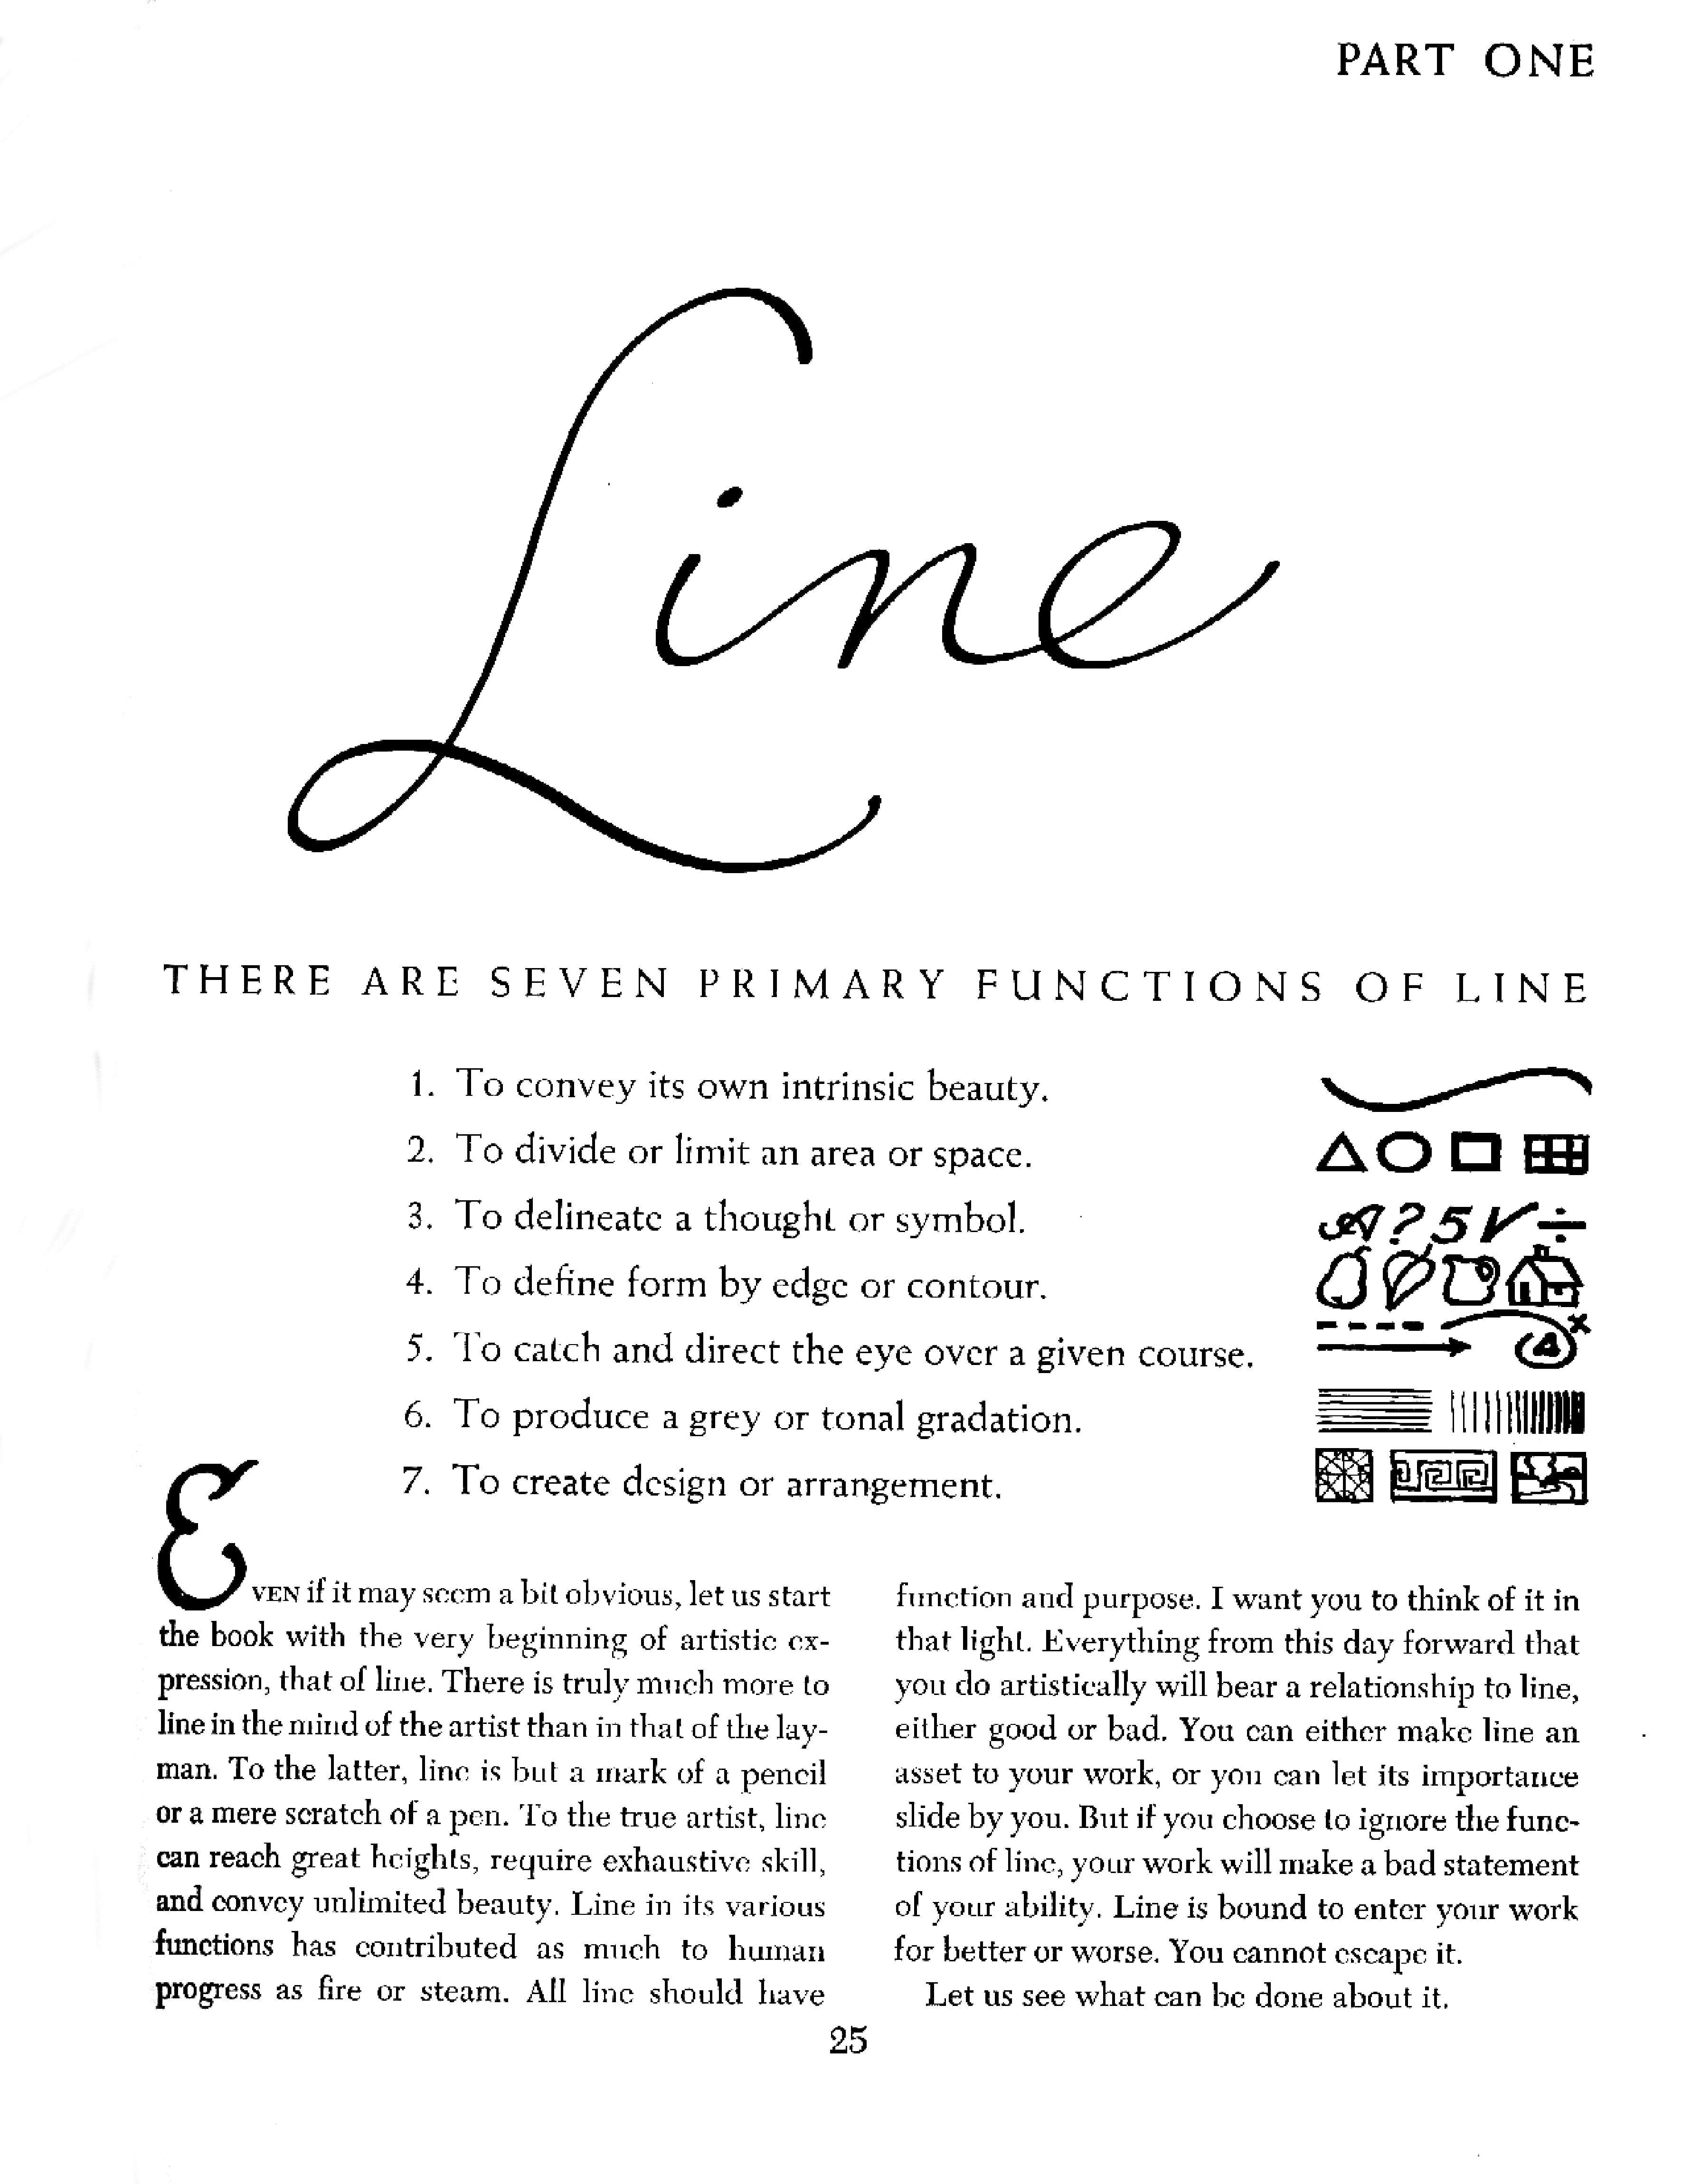 PART ONE
Line
THERE ARE SEVEN PRIMARY FUNCTIONS OF LINE
1. To convey its own intrinsic beauty.
2. To divide or limit an area or space.
3. To delineate a thought or symbol.
A ? 5 √ ÷
4. To define form by edge or contour.
5. To catch and direct the eye over a given course.
6. To produce a grey or tonal gradation.
7. To create design or arrangement.
EVEN if it may seem a bit obvious, let us start
the book with the very beginning of artistic ex-
pression, that of line. There is truly much more to
line in the mind of the artist than in that of the lay-
man. To the latter, line is but a mark of a pencil
or a mere scratch of a pen. To the true artist, line
can reach great heights, require exhaustive skill,
and convey unlimited beauty. Line in its various
functions has contributed as much to human
progress as fire or steam. All line should have
function and purpose. I want you to think of it in
that light. Everything from this day forward that
you do artistically will bear a relationship to line,
either good or bad. You can either make line an
asset to your work, or you can let its importance
slide by you. But if you choose to ignore the func-
tions of line, your work will make a bad statement
of your ability. Line is bound to enter your work
for better or worse. You cannot escape it.
Let us see what can be done about it.
25